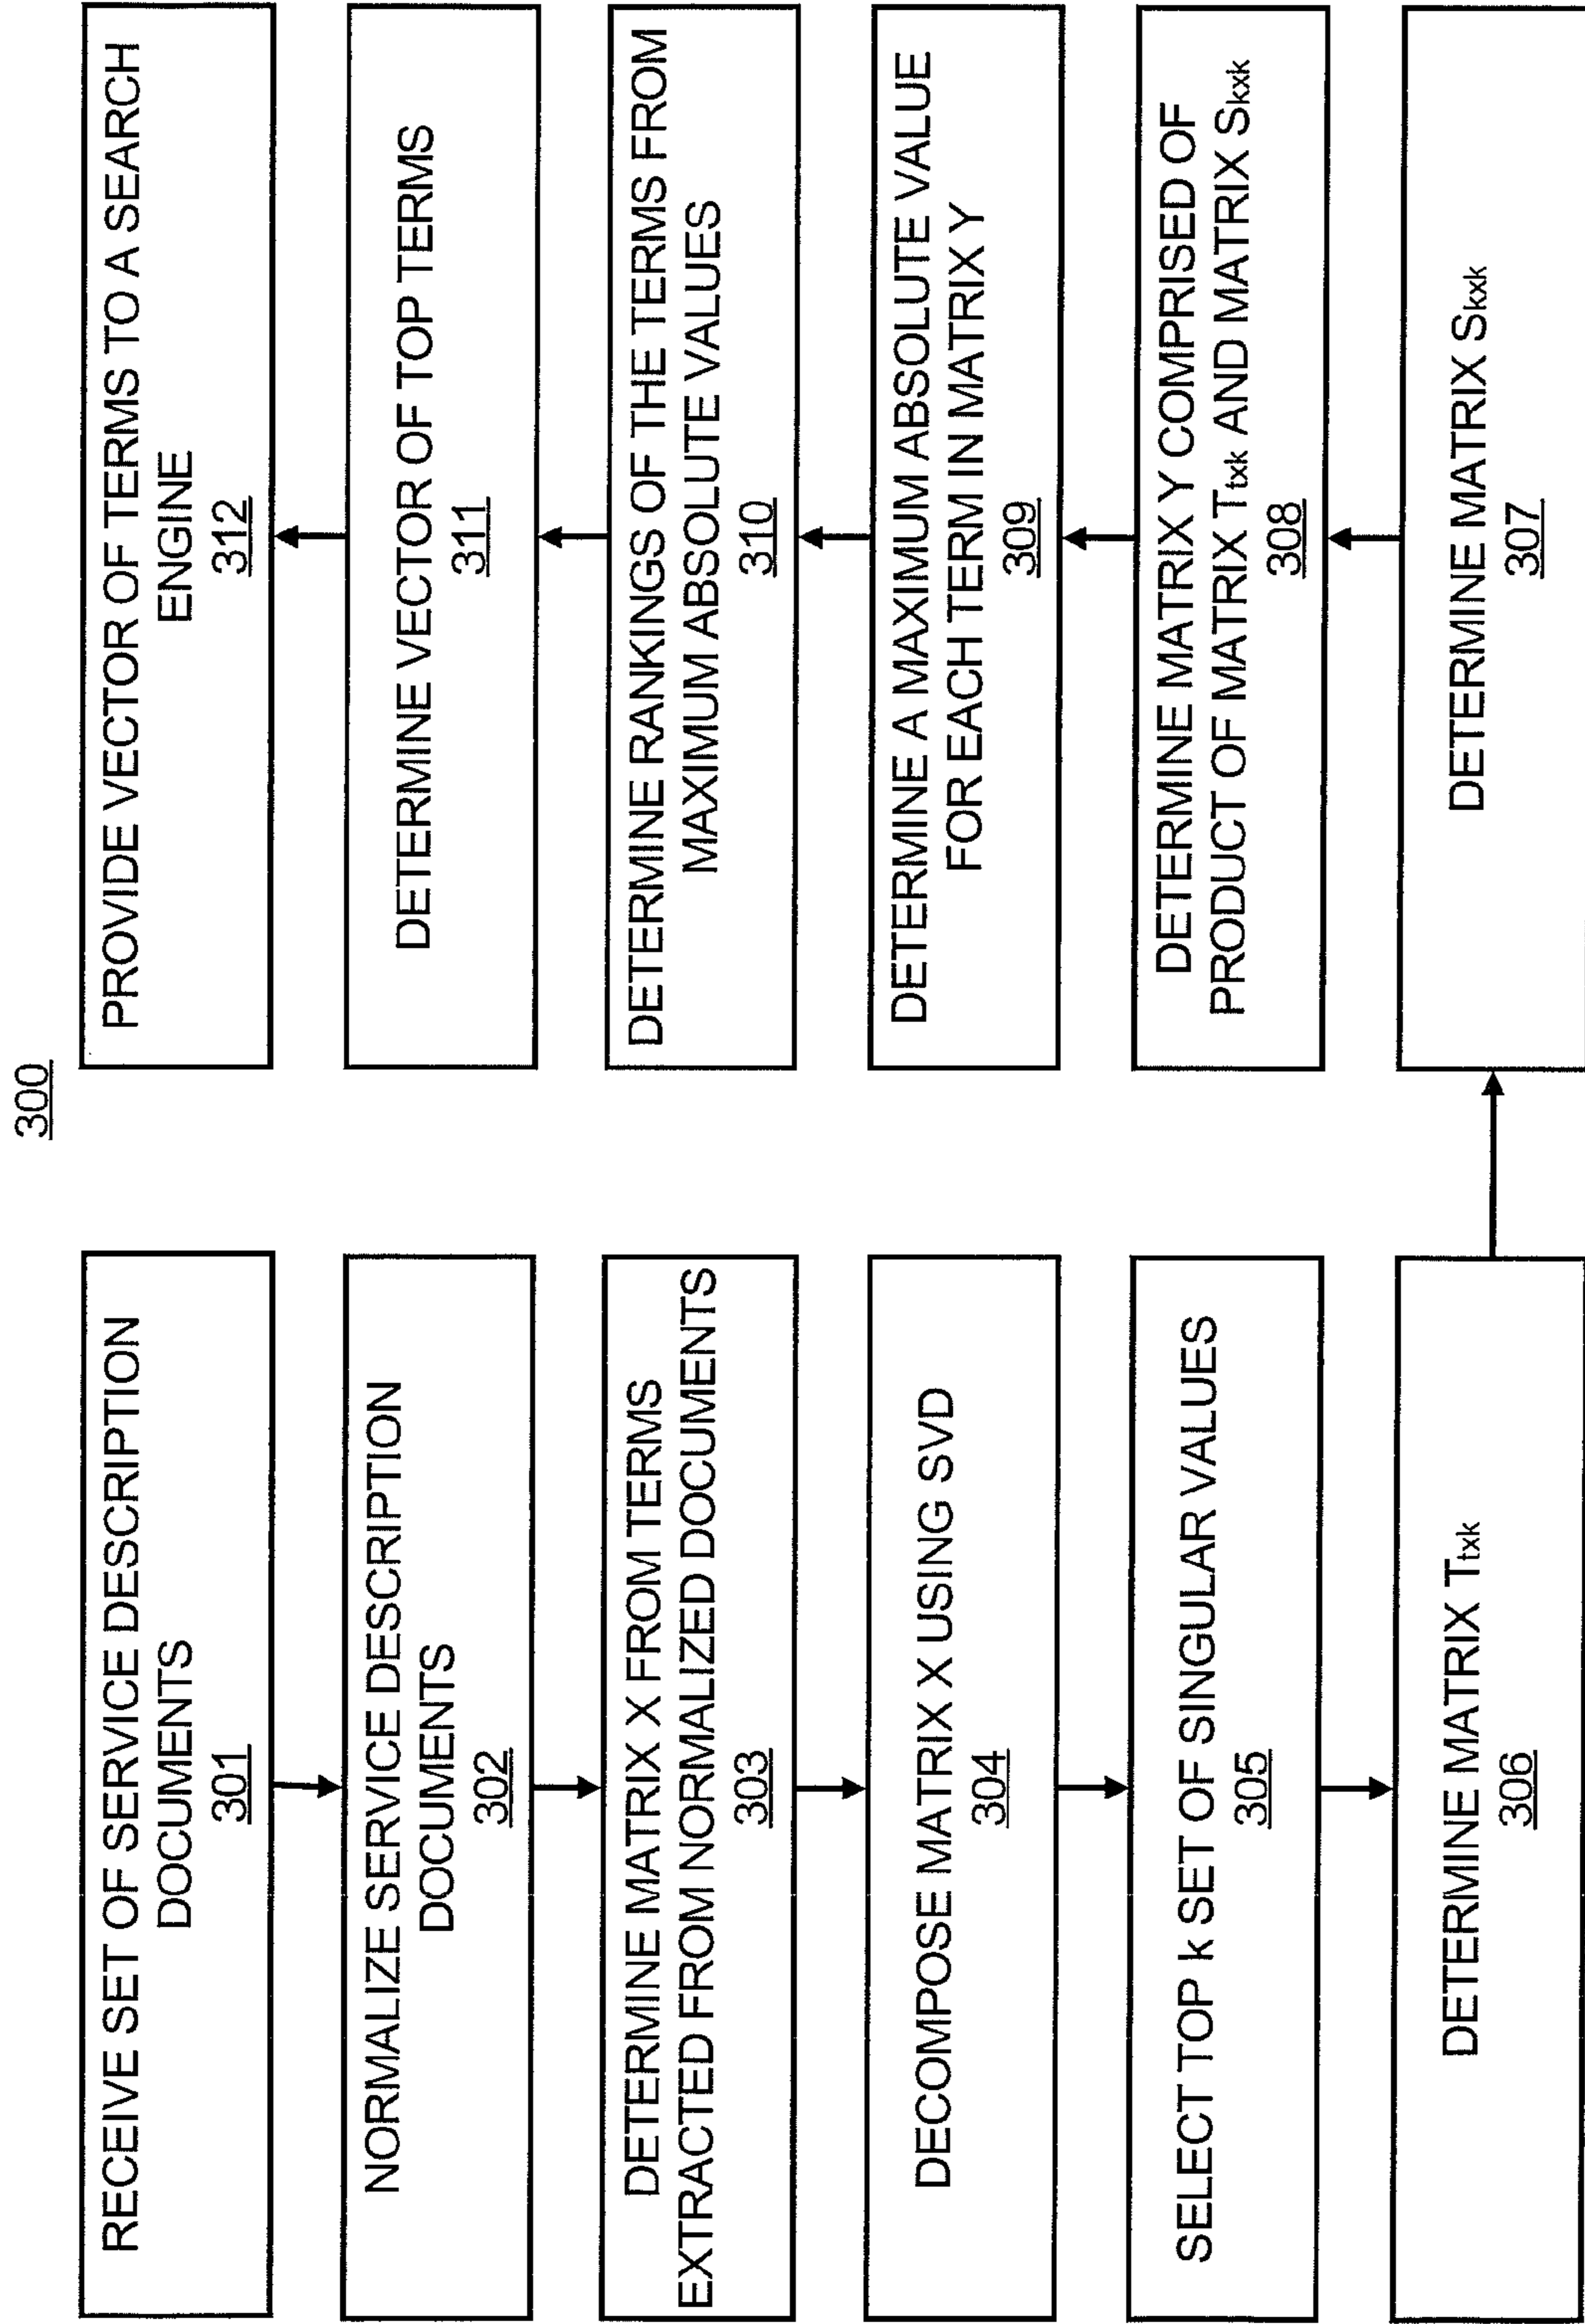 300
RECEIVE SET OF SERVICE DESCRIPTION
DOCUMENTS
301
NORMALIZE SERVICE DESCRIPTION
DOCUMENTS
302
DETERMINE MATRIX X FROM TERMS
EXTRACTED FROM NORMALIZED DOCUMENTS
303
DECOMPOSE MATRIX X USING SVD
304
SELECT TOP k SET OF SINGULAR VALUES
305
DETERMINE MATRIX Ttxk
306
DETERMINE MATRIX Skxk
307
DETERMINE MATRIX Y COMPRISED OF
PRODUCT OF MATRIX Ttxk AND MATRIX Skxk
308
DETERMINE A MAXIMUM ABSOLUTE VALUE
FOR EACH TERM IN MATRIX Y
309
DETERMINE RANKINGS OF THE TERMS FROM
MAXIMUM ABSOLUTE VALUES
310
DETERMINE VECTOR OF TOP TERMS
311
PROVIDE VECTOR OF TERMS TO A SEARCH
ENGINE
312